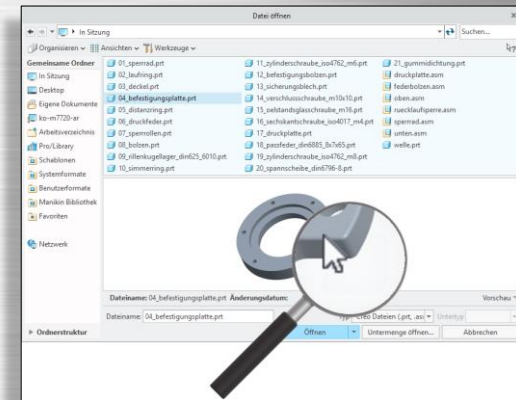 Datei öffnen
In Sitzung
Suchen...
Organisieren
Ansichten
Werkzeuge
Gemeinsame Ordner
In Sitzung
Desktop
Eigene Dokumente
ko-m7720-ar
Arbeitsverzeichnis
Pro/Library
Schablonen
Systemformate
Benutzerformate
Manikin Bibliothek
Favoriten
Netzwerk
Ordnerstruktur
01_sperrrad.prt
02_laufring.prt
03_deckel.prt
04_befestigungsplatte.prt
05_distanzring.prt
06_druckfeder.prt
07_sperrrollen.prt
08_bolzen.prt
09_rillenkugellager_din625_6010.prt
10_simmerring.prt
11_zylinderschraube_iso4762_m6.prt
12_befestigungsbolzen.prt
13_sicherungsblech.prt
14_verschlussschraube_m10x10.prt
15_oelstandsglasschraube_m16.prt
16_sechskantschraube_iso4017_m4.prt
17_druckplatte.prt
18_passfeder_din6885_8x7x65.prt
19_zylinderschraube_iso4762_m8.prt
20_spannscheibe_din6796-8.prt
21_gummidichtung.prt
druckplatte.asm
federbolzen.asm
oben.asm
ruecklaufsperre.asm
sperrrad.asm
unten.asm
welle.prt
Dateiname: 04_befestigungsplatte.prt Änderungsdatum:
Vorschau
Dateiname: 04_befestigungsplatte.prt
Creo Dateien (.prt, .as
Untertyp
Öffnen
Untermenge öffnen...
Abbrechen